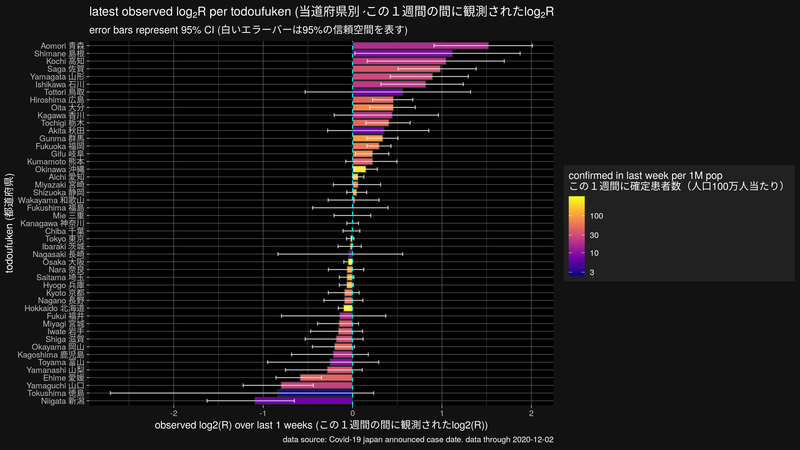 latest observed log₂R per todoufuken (当道府県別 この１週間の間に観測されたlog₂R
error bars represent 95% CI (白いエラーバーは95%の信頼空間を表す)
todoufuken (都道府県)
Aomori 青森
Shimane 島根
Kochi 高知
Saga 佐賀
Yamagata 山形
Ishikawa 石川
Tottori 鳥取
Hiroshima 広島
Oita 大分
Kagawa 香川
Tochigi 栃木
Akita 秋田
Gunma 群馬
Fukuoka 福岡
Gifu 岐阜
Kumamoto 熊本
Okinawa 沖縄
Aichi 愛知
Miyazaki 宮崎
Shizuoka 静岡
Wakayama 和歌山
Fukushima 福島
Mie 三重
Kanagawa 神奈川
Chiba 千葉
Tokyo 東京
Ibaraki 茨城
Nagasaki 長崎
Osaka 大阪
Nara 奈良
Saitama 埼玉
Hyogo 兵庫
Kyoto 京都
Nagano 長野
Hokkaido 北海道
Fukui 福井
Miyagi 宮城
Iwate 岩手
Shiga 滋賀
Okayama 岡山
Kagoshima 鹿児島
Toyama 富山
Yamanashi 山梨
Ehime 愛媛
Yamaguchi 山口
Tokushima 徳島
Niigata 新潟
-2 -1 0 1 2
observed log2(R) over last 1 weeks (この１週間の間に観測されたlog2(R))
data source: Covid-19 japan announced case date. data through 2020-12-02
confirmed in last week per 1M pop
この１週間に確定患者数（人口100万人当たり）
100
30
10
3